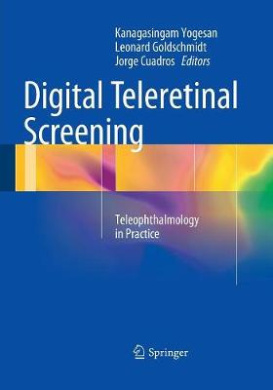 Kanagasingam Yogesan
Leonard Goldschmidt
Jorge Cuadros Editors
Digital Teleretinal
Screening
Teleophthalmology
in Practice
Springer